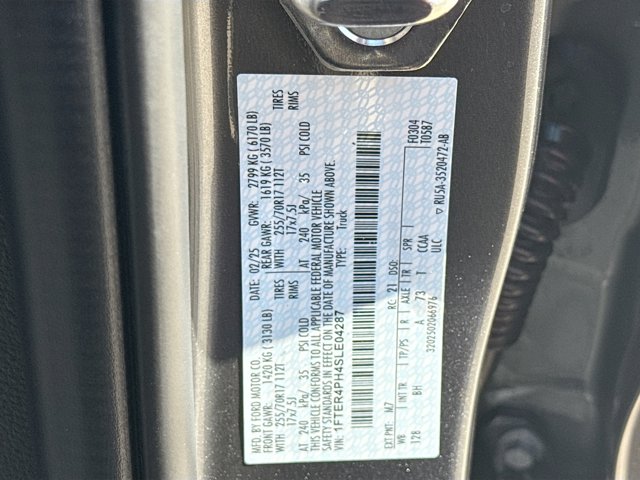 MFD. BY FORD MOTOR CO. DATE: 02/25 GVWR: 2799 KG ( 6170 LB)
FRONT GAWR: 1420 KG ( 3130 LB) REAR GAWR: 1619 KG ( 3570 LB)
WITH 255/70R17 112T TIRES WITH 255/70R17 112T TIRES
17x7.5J RIMS 17x7.5J RIMS
AT 240 kPa/ 35 PSI COLD AT 240 kPa/ 35 PSI COLD
THIS VEHICLE CONFORMS TO ALL APPLICABLE FEDERAL MOTOR VEHICLE
SAFETY STANDARDS IN EFFECT ON THE DATE OF MANUFACTURE SHOWN ABOVE.
VIN: 1FTER4PH4SLE04287 TYPE: Truck
F0304
T0587
EXT PNT: M7 RC: 21 DSO:
WB INT TR TP/PS R AXLE TR SPR
128 BH A 73 T CCAA
ULC
3202502066976 RU5A-3520472-AB